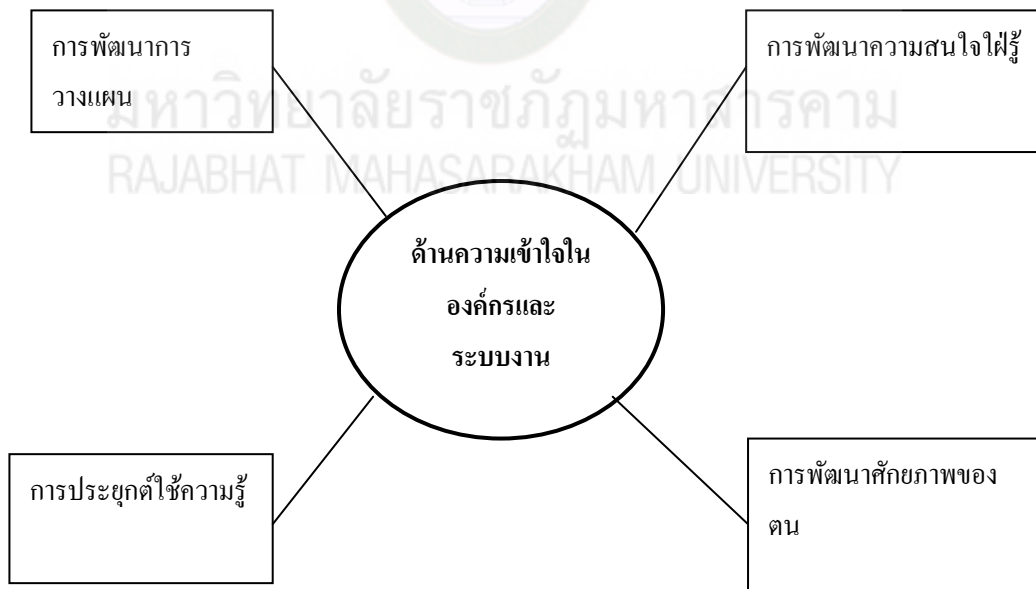 การพัฒนาการ
วางแผน
การพัฒนาความสนใจใฝ่รู้
มหาวิทยาลัยราชภัฏมหาสารคาม
RAJABHAT MAHASARAKHAM UNIVERSITY
ด้านความเข้าใจใน
องค์กรและ
ระบบงาน
การประยุกต์ใช้ความรู้
การพัฒนาศักยภาพของ
ตน